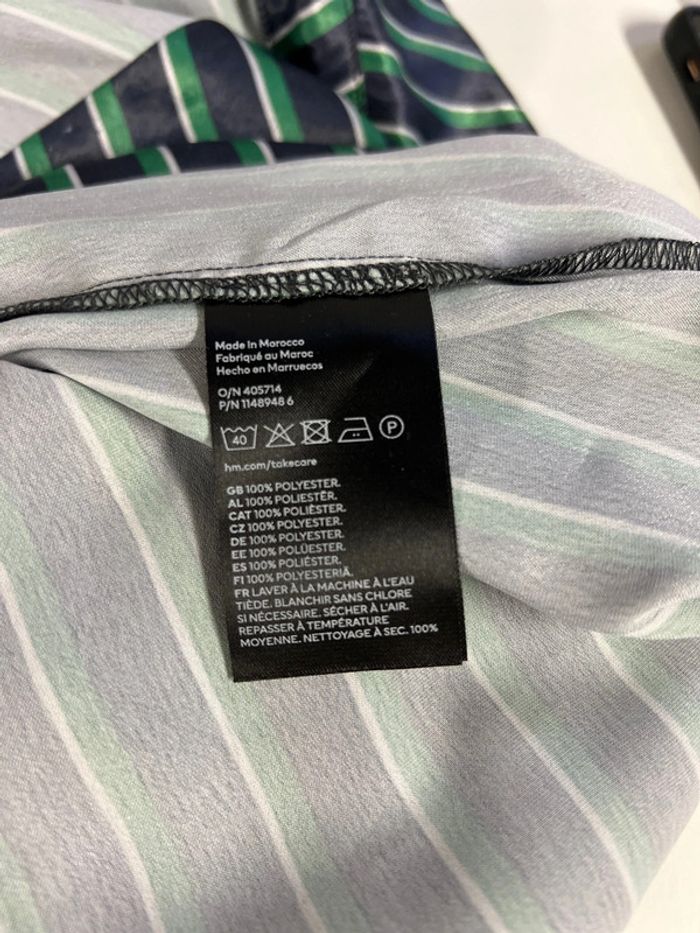 Made in Morocco
Fabriqué au Maroc
Hecho en Marruecos
O/N 405714
P/N 1148948 6
40
P
hm.com/takecare
GB 100% POLYESTER.
AL 100% POLIESTËR.
CAT 100% POLIÈSTER.
CZ 100% POLYESTER.
DE 100% POLYESTER.
EE 100% POLÜESTER.
ES 100% POLIÉSTER.
FI 100% POLYESTERIÄ.
FR LAVER À LA MACHINE À L'EAU
TIÈDE. BLANCHIR SANS CHLORE
SI NÉCESSAIRE. SÉCHER À L'AIR.
REPASSER À TEMPÉRATURE
MOYENNE. NETTOYAGE À SEC. 100%